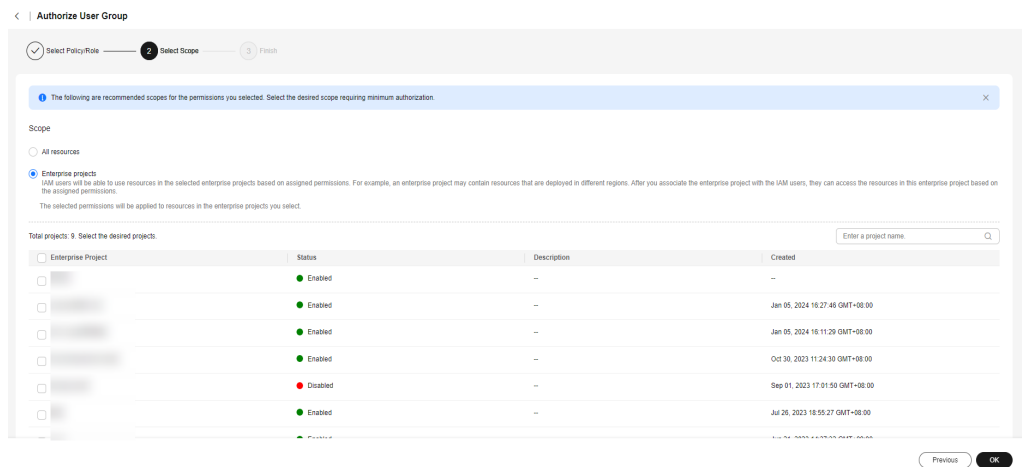 Authorize User Group
Select Policy/Role 2 Select Scope 3 Finish
The following are recommended scopes for the permissions you selected. Select the desired scope requiring minimum authorization.
Scope
All resources
Enterprise projects
IAM users will be able to use resources in the selected enterprise projects based on assigned permissions. For example, an enterprise project may contain resources that are deployed in different regions. After you associate the enterprise project with the IAM users, they can access the resources in this enterprise project based on
the assigned permissions.
The selected permissions will be applied to resources in the enterprise projects you select.
Total projects: 9. Select the desired projects. Enter a project name.
Enterprise Project Status Description Created
Enabled -- --
Enabled -- Jan 05, 2024 16:27:46 GMT+08:00
Enabled -- Jan 05, 2024 16:11:29 GMT+08:00
Enabled -- Oct 30, 2023 11:24:30 GMT+08:00
Disabled -- Sep 01, 2023 17:01:50 GMT+08:00
Enabled -- Jul 26, 2023 18:55:27 GMT+08:00
Previous OK